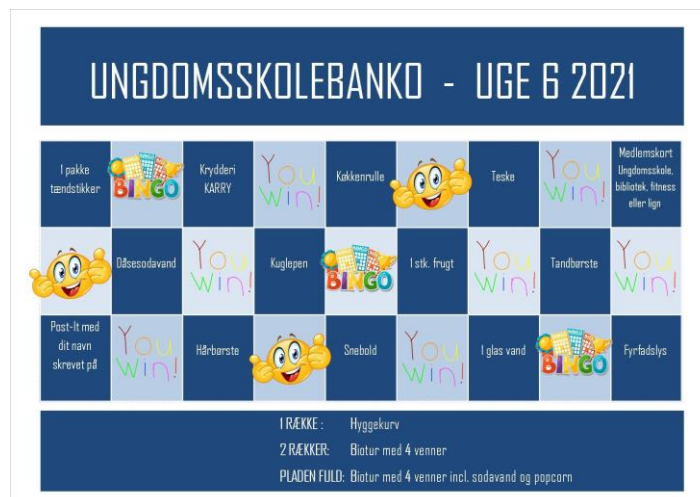 UNGDOMSSKOLEBANKO - UGE 6 2021
1 pakke
tændstikker
BINGO
Krydderi
KARRY
You
Win!
Køkkenrulle
Teske
You
Win!
Medlemskort
Ungdomsskole,
bibliotek, fitness
eller lign
Dåsesodavand
You
Win!
Kuglepen
BINGO
1 stk. frugt
You
Win!
Tandbørste
You
Win!
Post-It med
dit navn
skrevet på
You
Win!
Hårbørste
Snebold
You
Win!
1 glas vand
BINGO
Fyrfadslys
1 RÆKKE : Hyggekurv
2 RÆKKER: Biotur med 4 venner
PLADEN FULD: Biotur med 4 venner incl. sodavand og popcorn